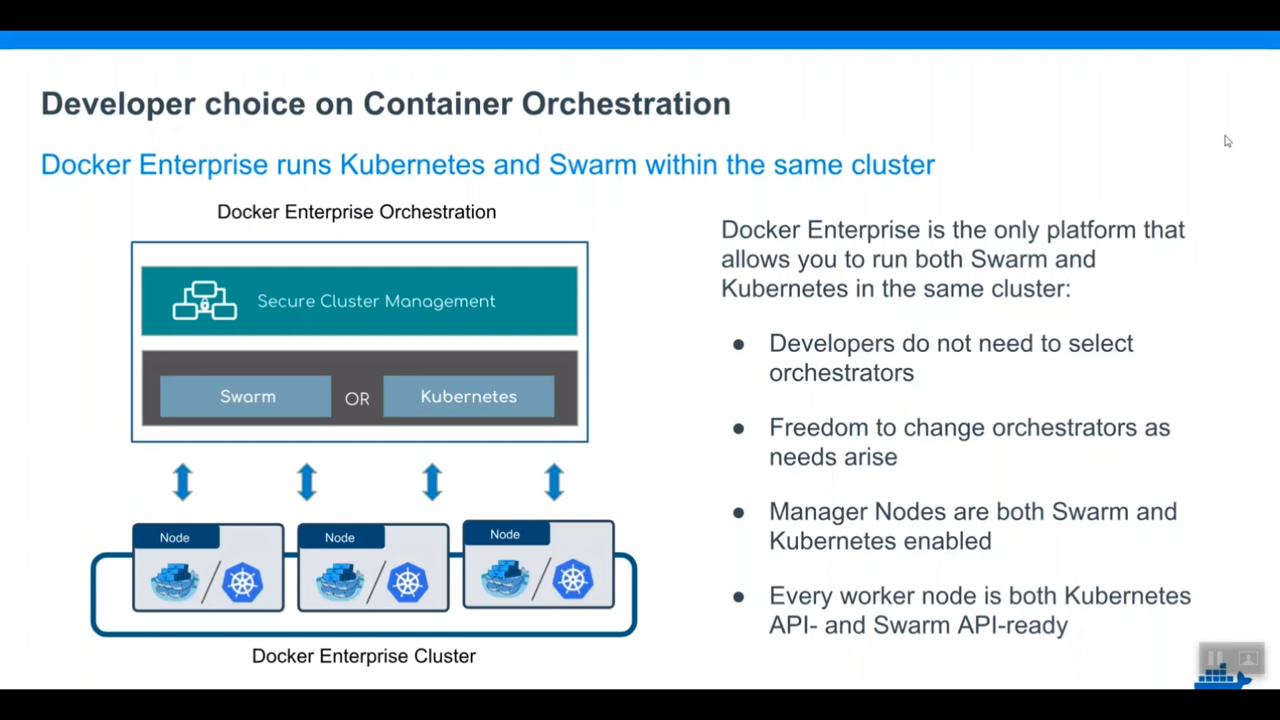 Developer choice on Container Orchestration
Docker Enterprise runs Kubernetes and Swarm within the same cluster
Docker Enterprise Orchestration
Secure Cluster Management
Swarm
OR
Kubernetes
Node
Node
Node
Docker Enterprise Cluster
Docker Enterprise is the only platform that
allows you to run both Swarm and
Kubernetes in the same cluster:
● Developers do not need to select
orchestrators
● Freedom to change orchestrators as
needs arise
● Manager Nodes are both Swarm and
Kubernetes enabled
● Every worker node is both Kubernetes
API- and Swarm API-ready